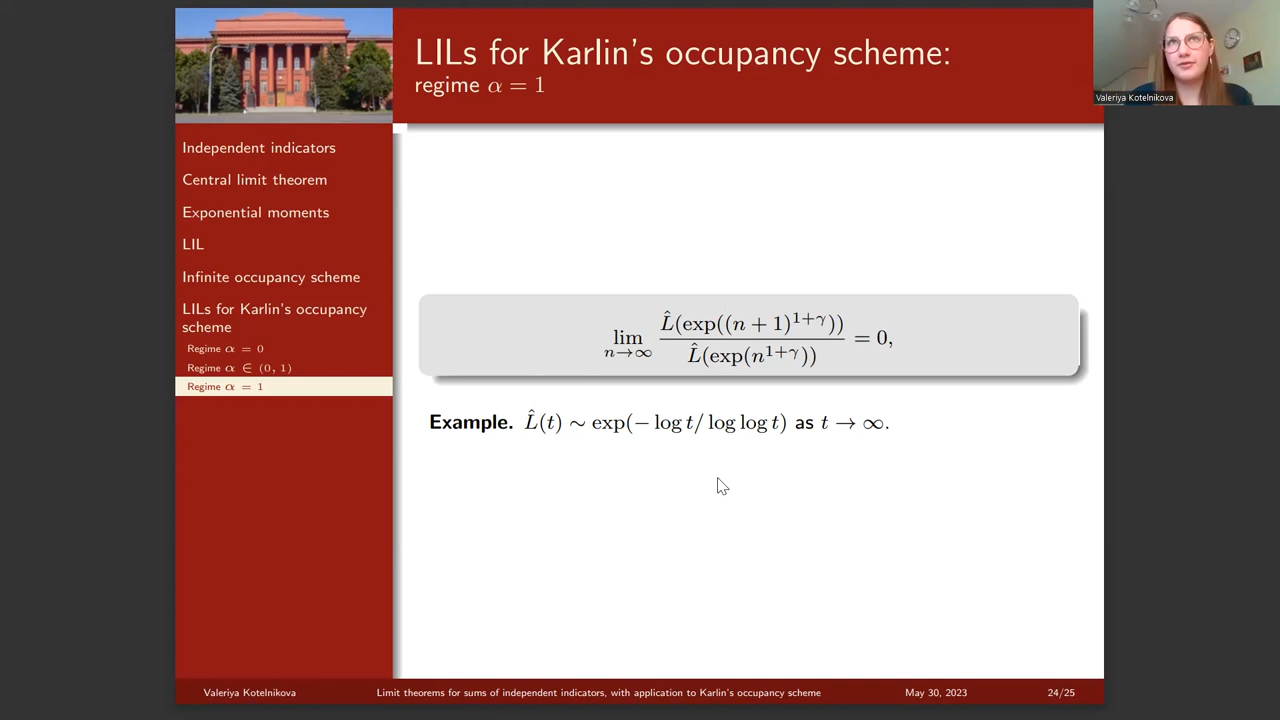 LILs for Karlin's occupancy scheme:
regime α = 1
Valeriya Kotelnikova
Independent indicators
Central limit theorem
Exponential moments
LIL
Infinite occupancy scheme
LILs for Karlin's occupancy
scheme
Regime α = 0
Regime α ∈ (0, 1)
Regime α = 1
lim_{n→∞} L̂(exp((n + 1)^{1+γ})) / L̂(exp(n^{1+γ})) = 0,
Example. L̂(t) ∼ exp(− log t/ log log t) as t → ∞.
Valeriya Kotelnikova
Limit theorems for sums of independent indicators, with application to Karlin's occupancy scheme
May 30, 2023
24/25